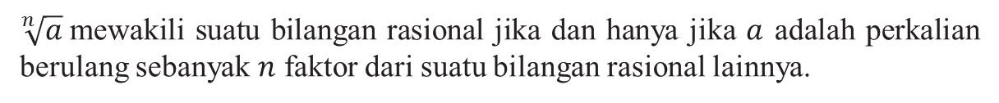 ⁿ√a mewakili suatu bilangan rasional jika dan hanya jika a adalah perkalian
berulang sebanyak n faktor dari suatu bilangan rasional lainnya.